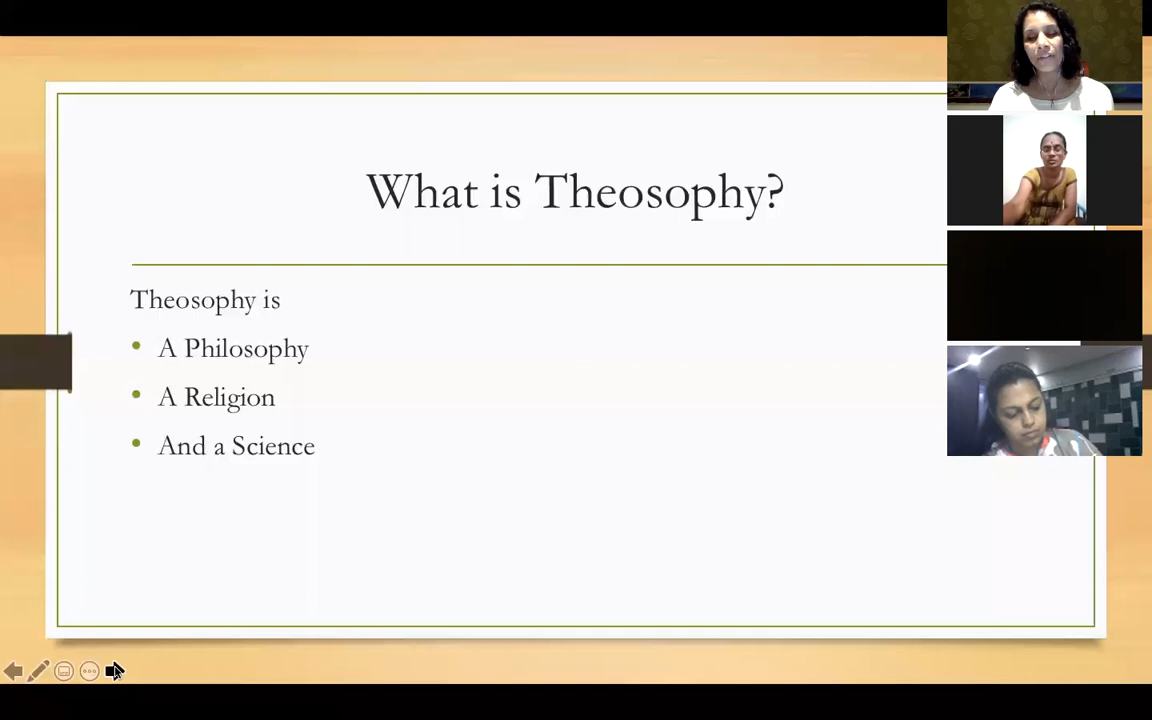 What is Theosophy?
Theosophy is
• A Philosophy
• A Religion
• And a Science